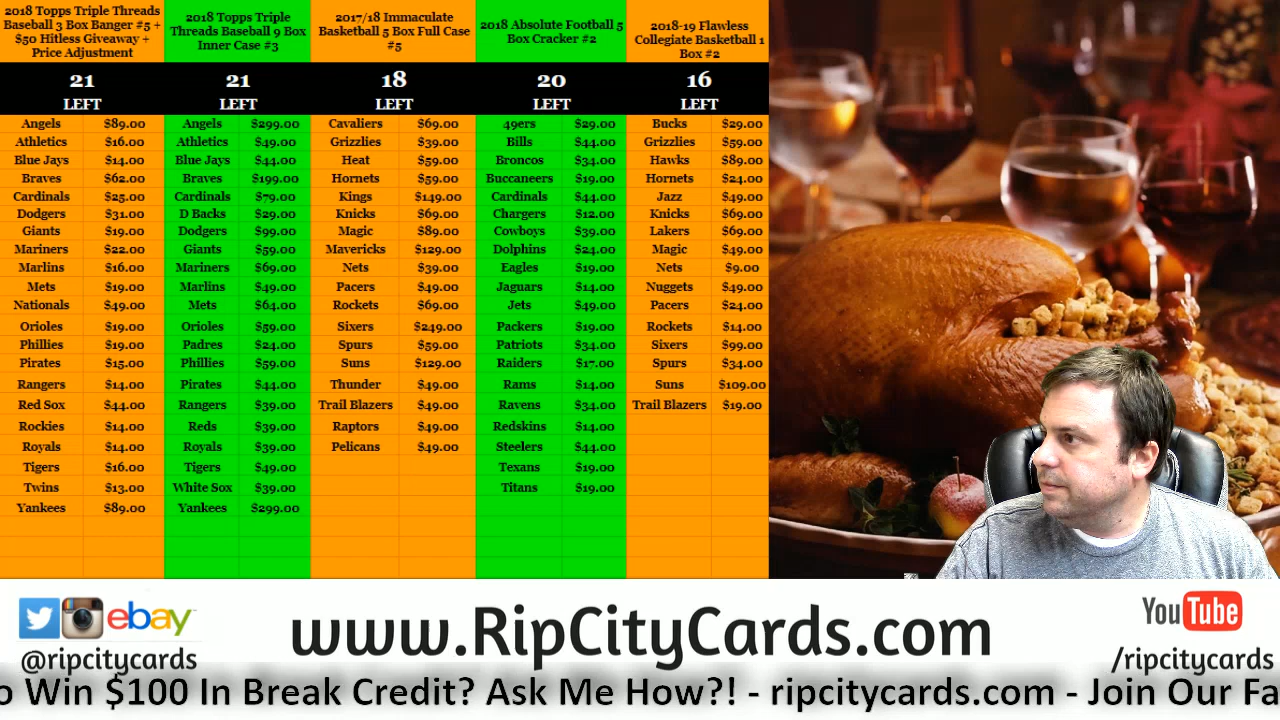 2018 Topps Triple Threads
Baseball 3 Box Banger #5 +
$50 Hitless Giveaway +
Price Adjustment
21
LEFT
Angels $89.00
Athletics $16.00
Blue Jays $14.00
Braves $62.00
Cardinals $25.00
Dodgers $31.00
Giants $19.00
Mariners $22.00
Marlins $16.00
Mets $19.00
Nationals $49.00
Orioles $19.00
Phillies $19.00
Pirates $15.00
Rangers $14.00
Red Sox $44.00
Rockies $14.00
Royals $14.00
Tigers $16.00
Twins $13.00
Yankees $89.00
2018 Topps Triple
Threads Baseball 9 Box
Inner Case #3
21
LEFT
Angels $299.00
Athletics $49.00
Blue Jays $44.00
Braves $199.00
Cardinals $79.00
D Backs $29.00
Dodgers $99.00
Giants $59.00
Mariners $69.00
Marlins $49.00
Mets $64.00
Orioles $59.00
Padres $24.00
Phillies $59.00
Pirates $44.00
Rangers $39.00
Reds $39.00
Royals $39.00
Tigers $49.00
White Sox $39.00
Yankees $299.00
2017/18 Immaculate
Basketball 5 Box Full Case
#5
18
LEFT
Cavaliers $69.00
Grizzlies $39.00
Heat $59.00
Hornets $59.00
Kings $149.00
Knicks $69.00
Magic $89.00
Mavericks $129.00
Nets $39.00
Pacers $49.00
Rockets $69.00
Sixers $249.00
Spurs $59.00
Suns $129.00
Thunder $49.00
Trail Blazers $49.00
Raptors $49.00
Pelicans $49.00
2018 Absolute Football 5
Box Cracker #2
20
LEFT
49ers $29.00
Bills $44.00
Broncos $34.00
Buccaneers $19.00
Cardinals $44.00
Chargers $12.00
Cowboys $39.00
Dolphins $24.00
Eagles $19.00
Jaguars $14.00
Jets $49.00
Packers $19.00
Patriots $34.00
Raiders $17.00
Rams $14.00
Ravens $34.00
Redskins $14.00
Steelers $44.00
Texans $19.00
Titans $19.00
2018-19 Flawless
Collegiate Basketball 1
Box #2
16
LEFT
Bucks $29.00
Grizzlies $59.00
Hawks $89.00
Hornets $24.00
Jazz $49.00
Knicks $69.00
Lakers $69.00
Magic $49.00
Nets $9.00
Nuggets $49.00
Pacers $24.00
Rockets $14.00
Sixers $99.00
Spurs $34.00
Suns $109.00
Trail Blazers $19.00
ebay
@ripcitycards
www.RipCityCards.com
YouTube
/ripcitycards
o Win $100 In Break Credit? Ask Me How?! - ripcitycards.com - Join Our Fa